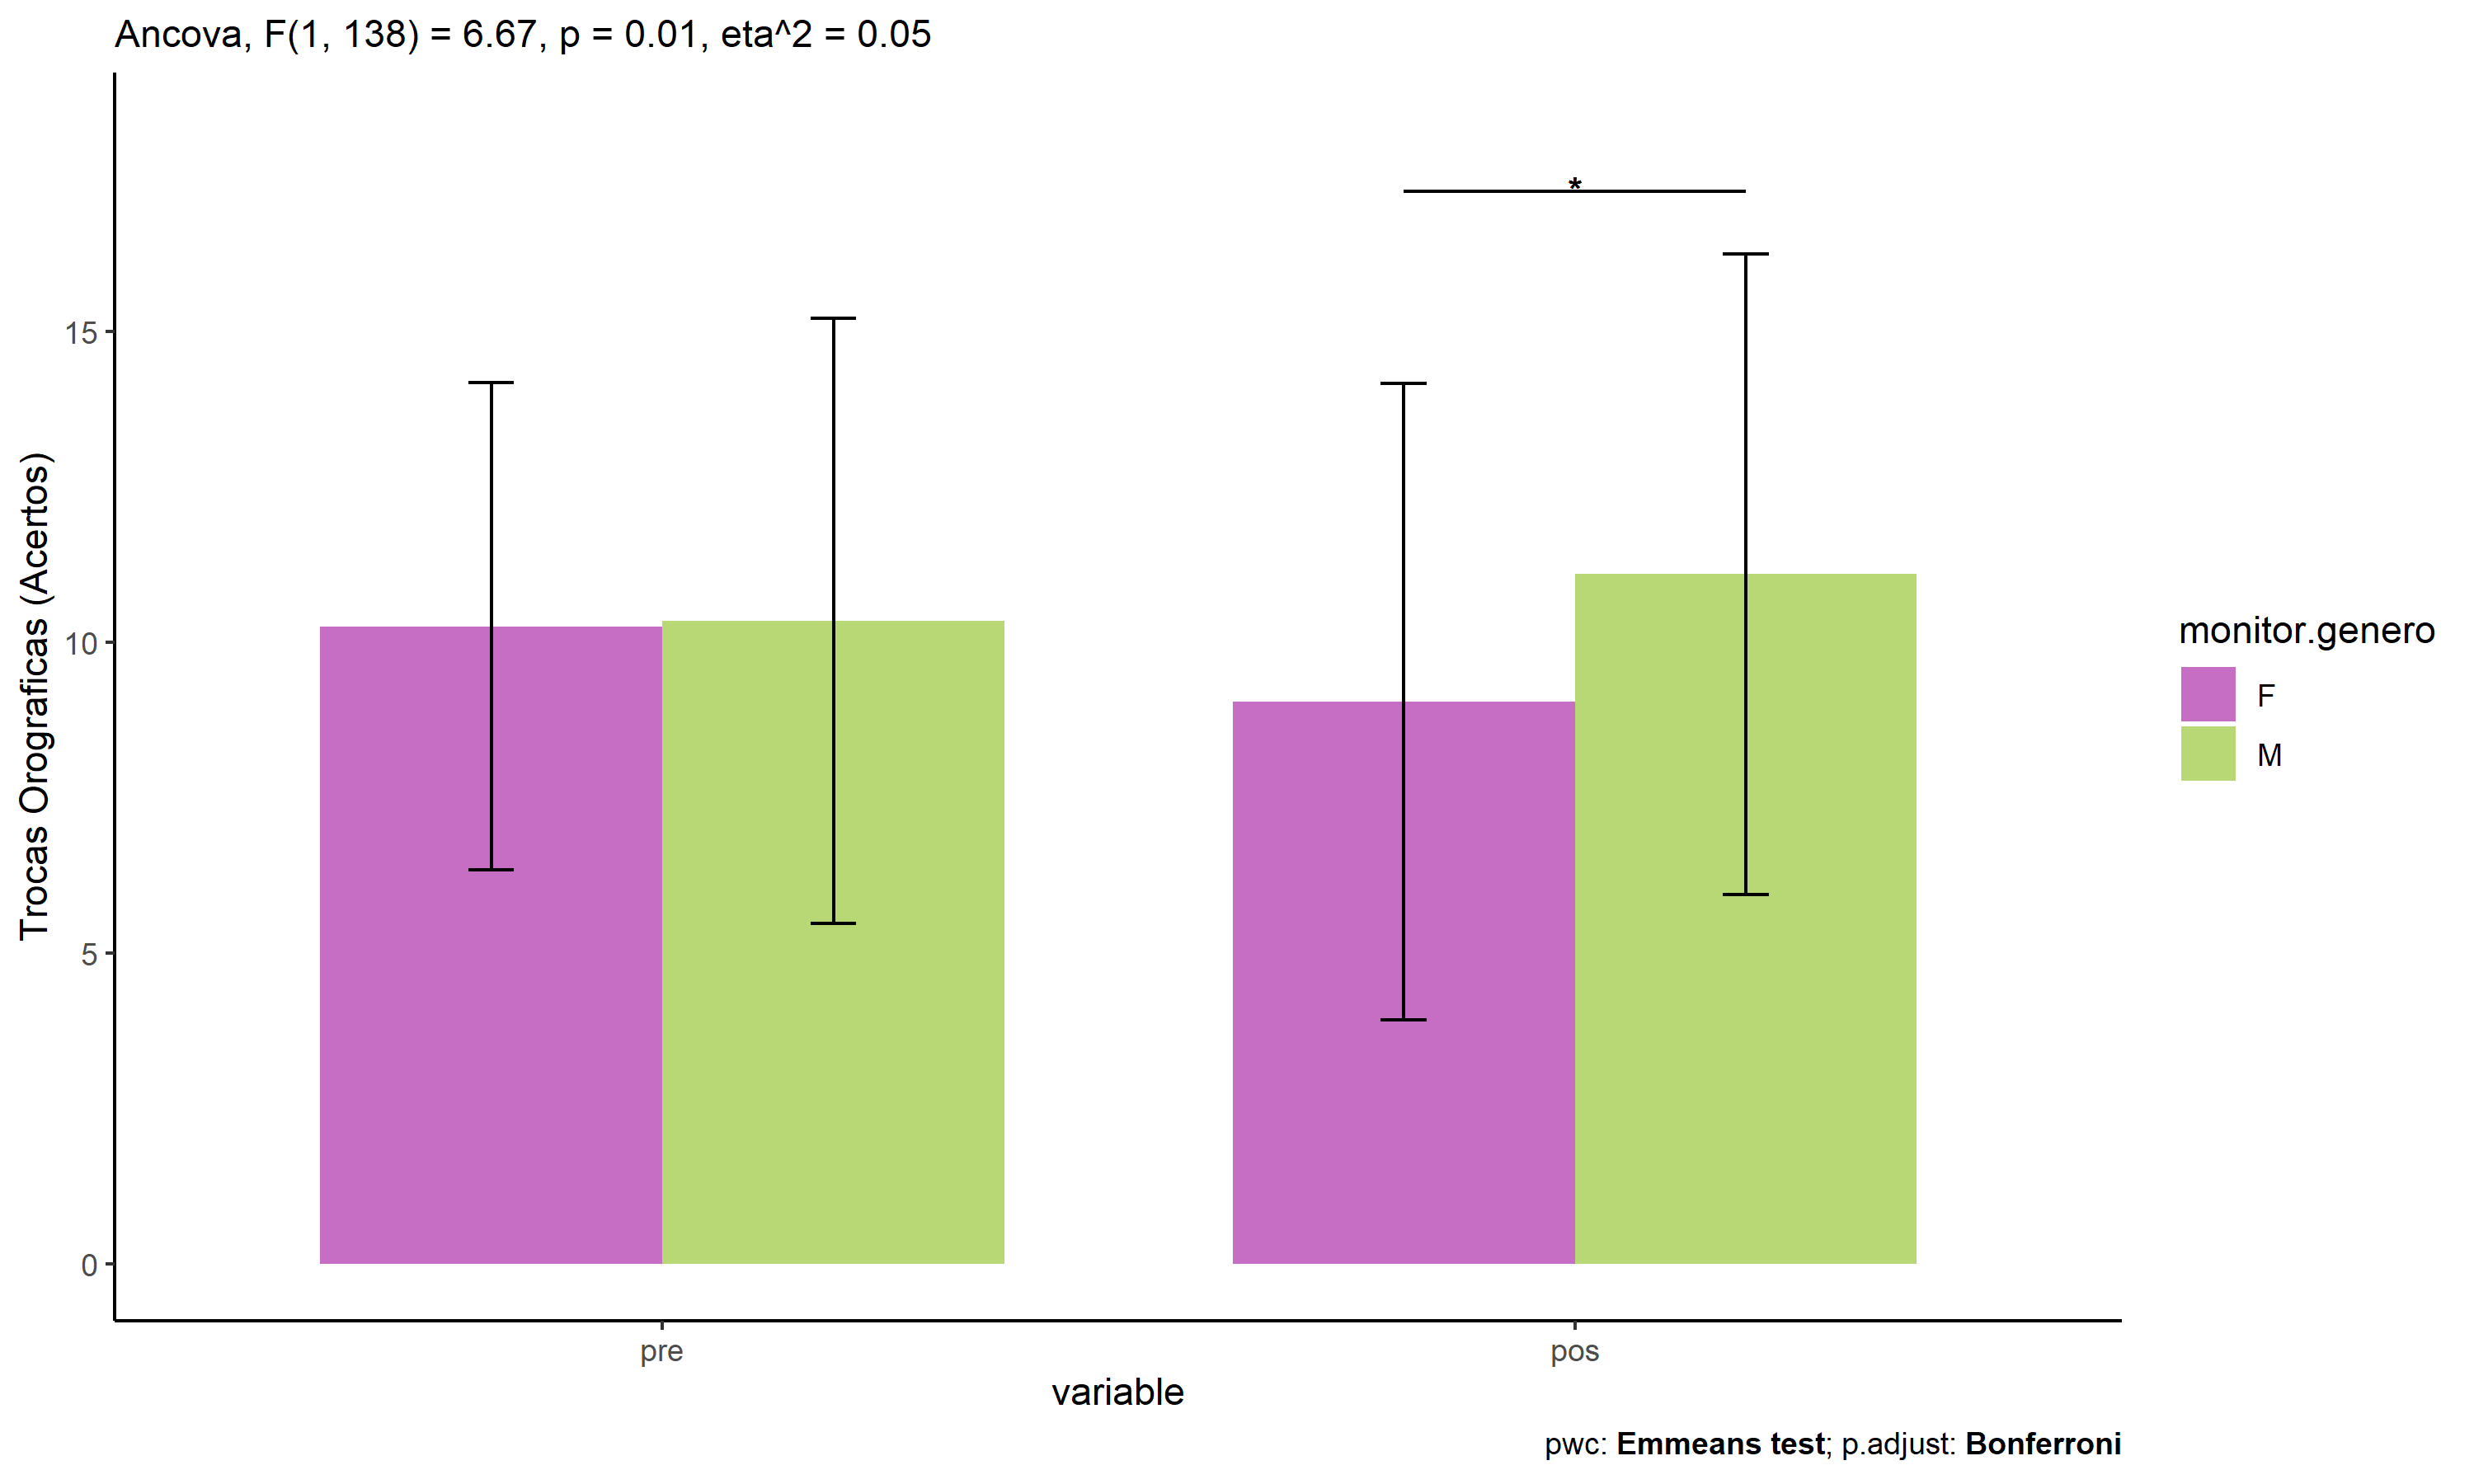 Ancova, F(1, 138) = 6.67, p = 0.01, eta^2 = 0.05
Trocas Orograficas (Acertos)
15
10
5
0
*
pre
pos
variable
monitor.genero
F
M
pwc: Emmeans test; p.adjust: Bonferroni